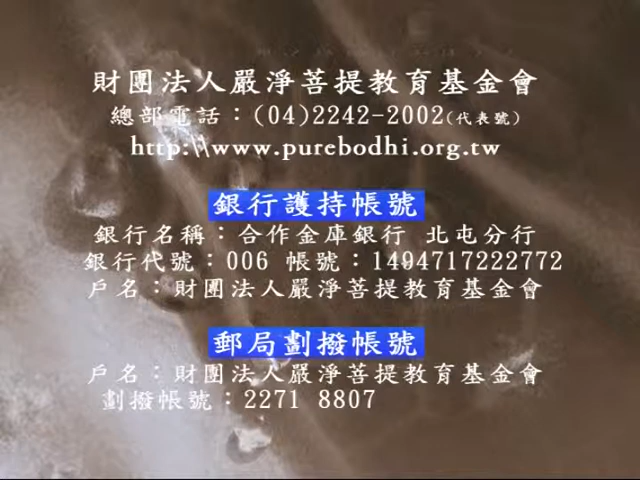 財團法人嚴淨菩提教育基金會
總部電話：(04)2242-2002(代表號)
http:\\www.purebodhi.org.tw
銀行護持帳號
銀行名稱：合作金庫銀行 北屯分行
銀行代號：006 帳號：1494717222772
戶名：財團法人嚴淨菩提教育基金會
郵局劃撥帳號
戶名：財團法人嚴淨菩提教育基金會
劃撥帳號：2271 8807